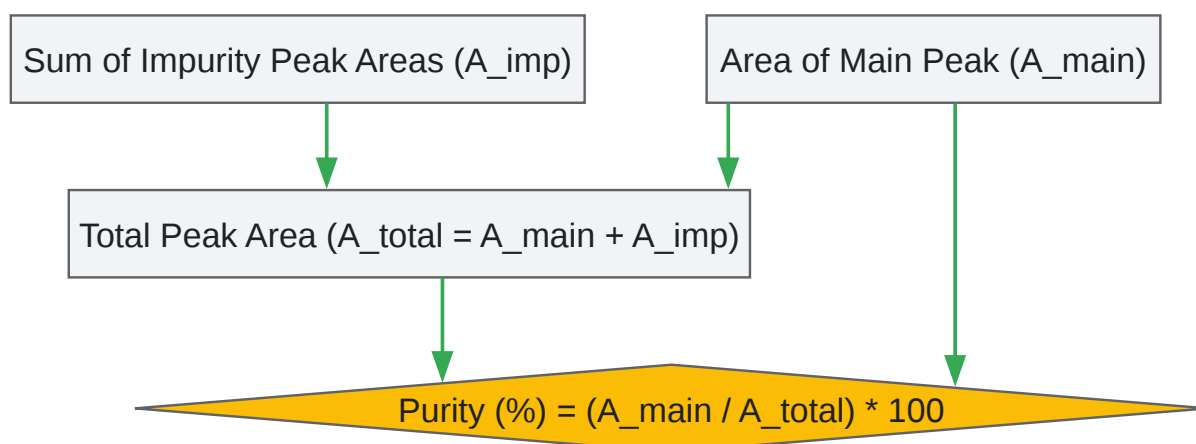 Sum of Impurity Peak Areas (A_imp)
Area of Main Peak (A_main)
Total Peak Area (A_total = A_main + A_imp)
Purity (%) = (A_main / A_total) * 100